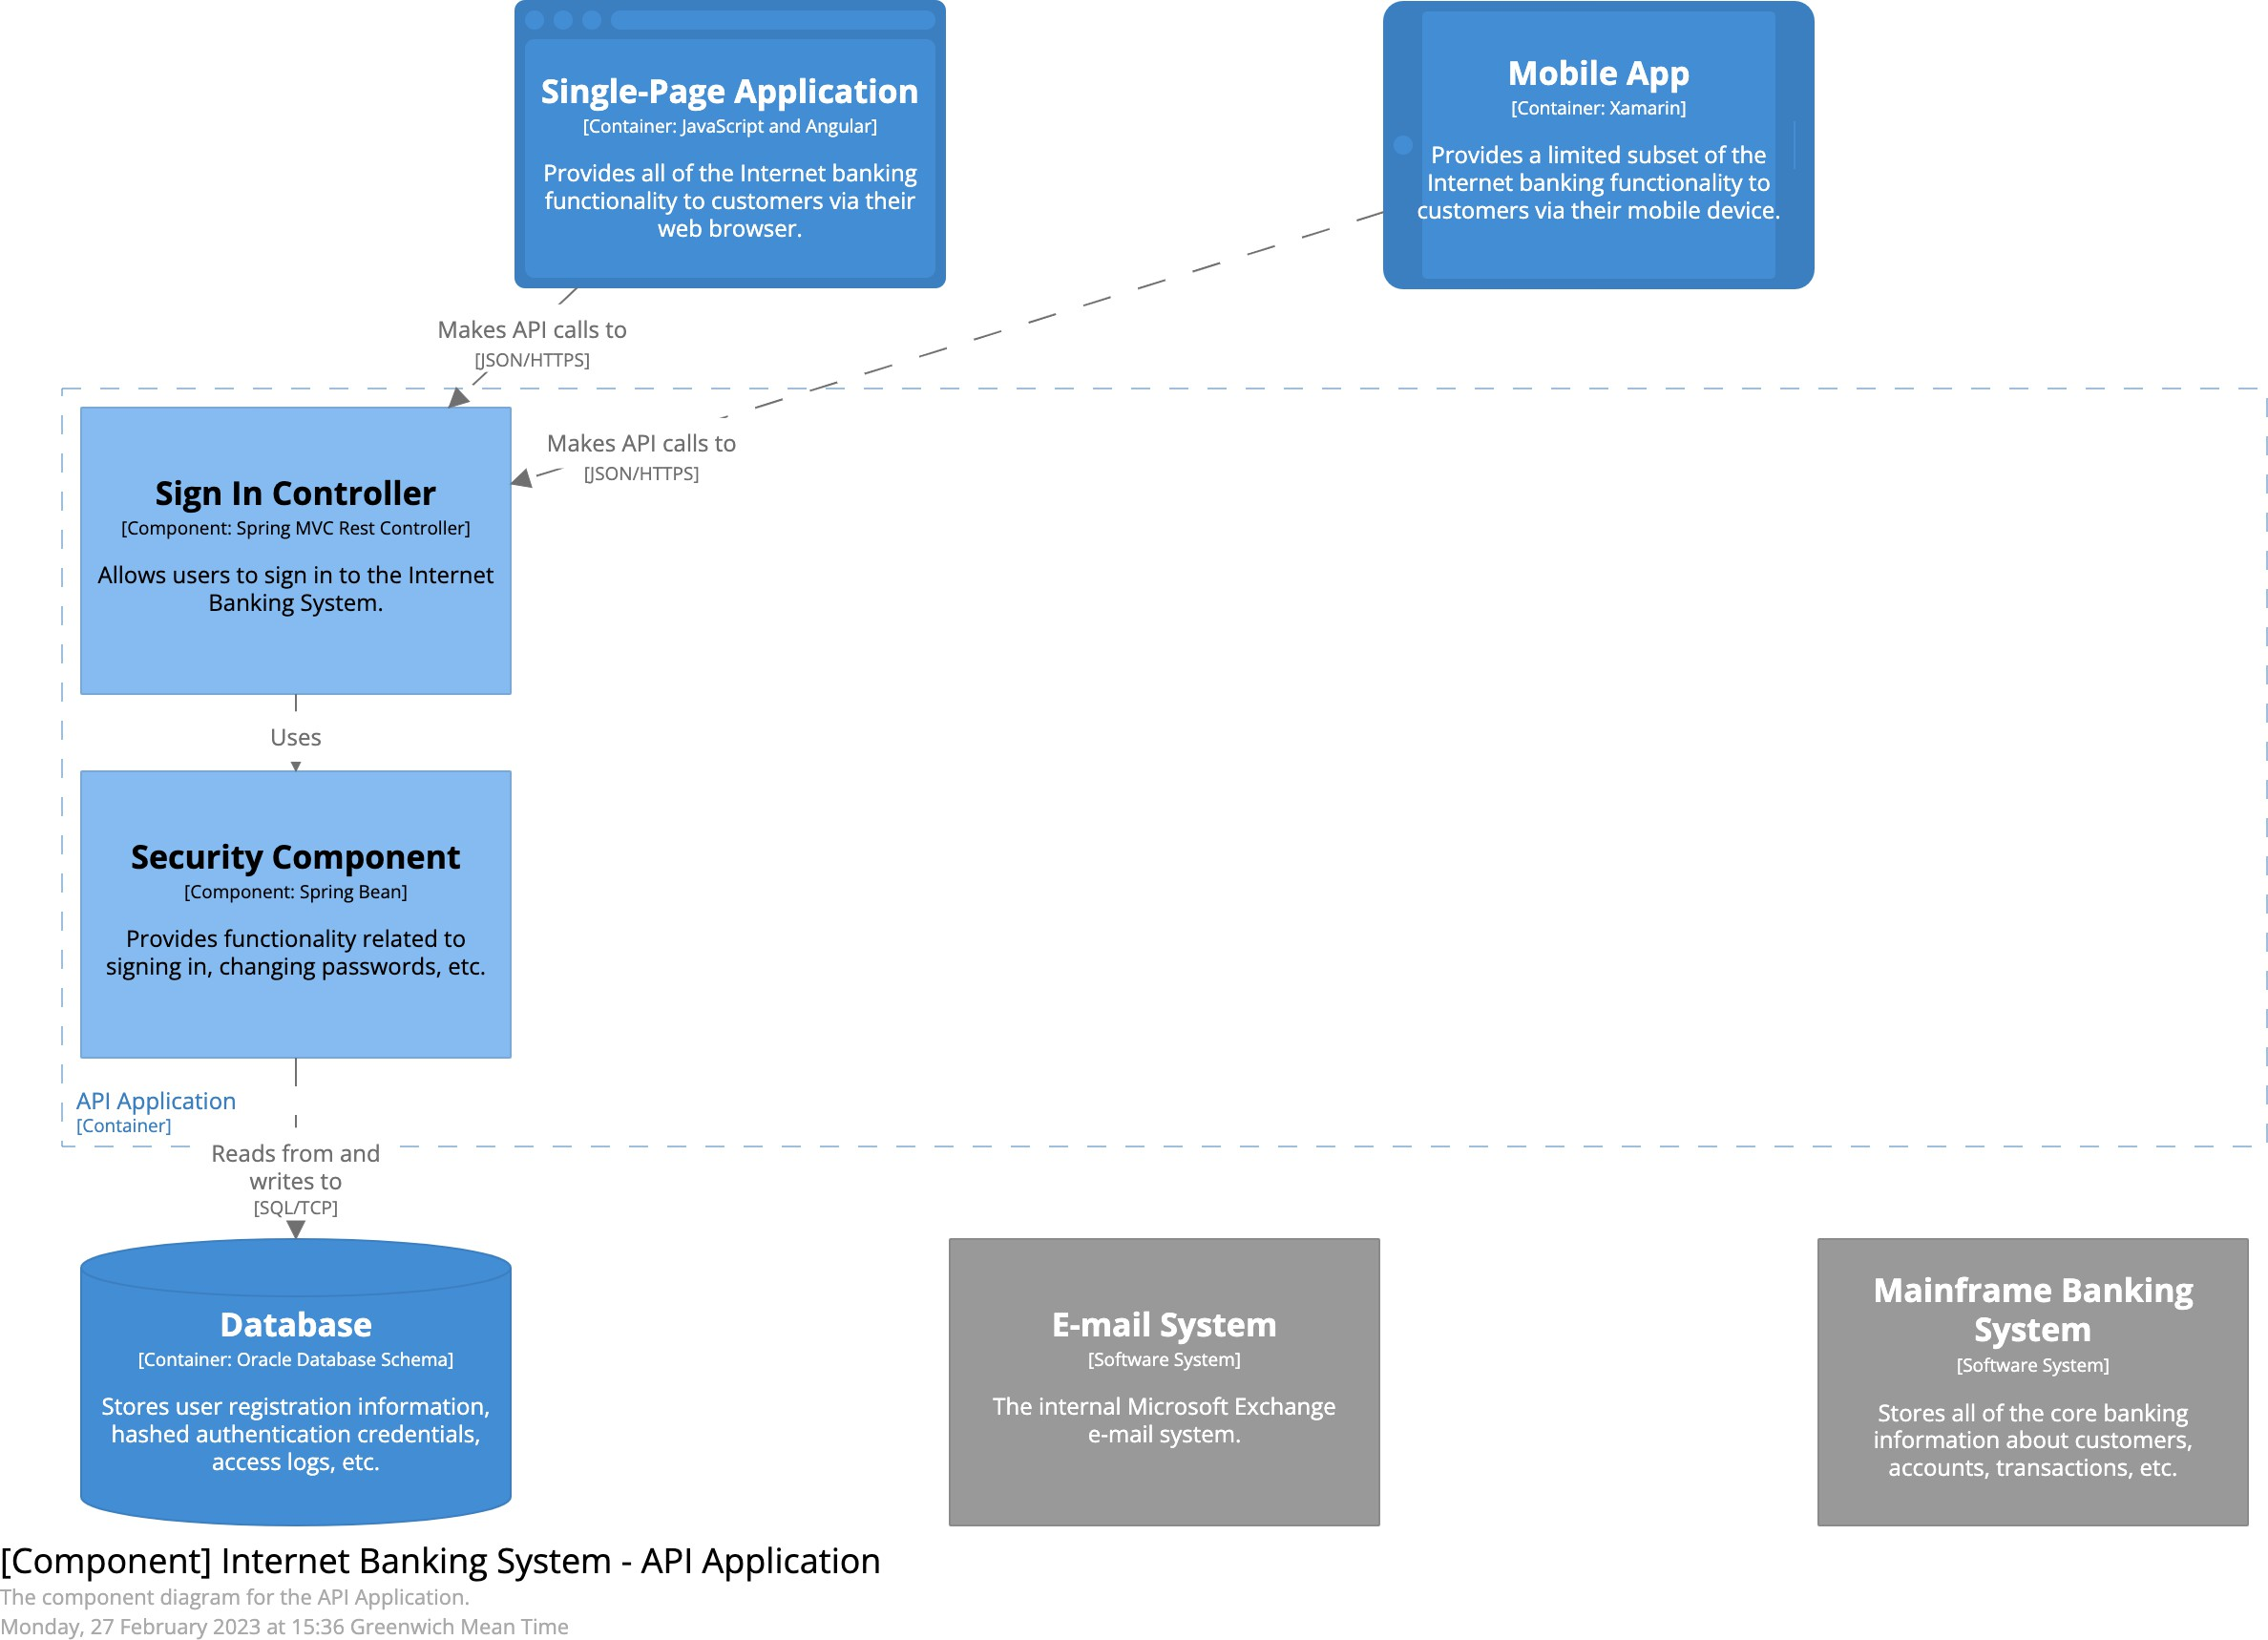 Single-Page Application
[Container: JavaScript and Angular]
Provides all of the Internet banking
functionality to customers via their
web browser.
Mobile App
[Container: Xamarin]
Provides a limited subset of the
Internet banking functionality to
customers via their mobile device.
Makes API calls to
[JSON/HTTPS]
Makes API calls to
[JSON/HTTPS]
Sign In Controller
[Component: Spring MVC Rest Controller]
Allows users to sign in to the Internet
Banking System.
Uses
Security Component
[Component: Spring Bean]
Provides functionality related to
signing in, changing passwords, etc.
API Application
[Container]
Reads from and
writes to
[SQL/TCP]
Database
[Container: Oracle Database Schema]
Stores user registration information,
hashed authentication credentials,
access logs, etc.
E-mail System
[Software System]
The internal Microsoft Exchange
e-mail system.
Mainframe Banking
System
[Software System]
Stores all of the core banking
information about customers,
accounts, transactions, etc.
[Component] Internet Banking System - API Application
The component diagram for the API Application.
Monday, 27 February 2023 at 15:36 Greenwich Mean Time